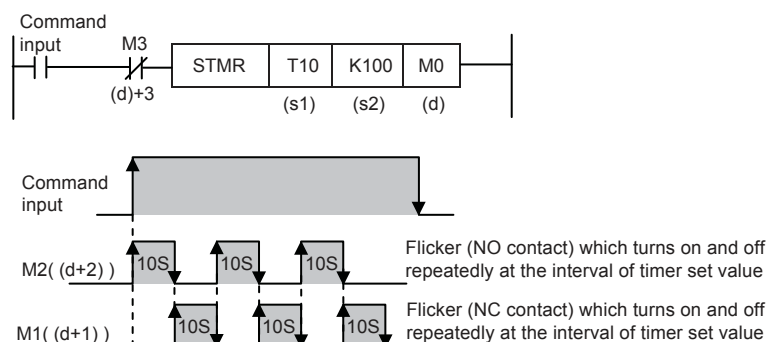 Command
input
M3
STMR
T10
K100
M0
(d)+3
(s1)
(s2)
(d)
Command
input
M2( (d+2) )
10S
10S
10S
Flicker (NO contact) which turns on and off
repeatedly at the interval of timer set value
M1( (d+1) )
10S
10S
10S
Flicker (NC contact) which turns on and off
repeatedly at the interval of timer set value